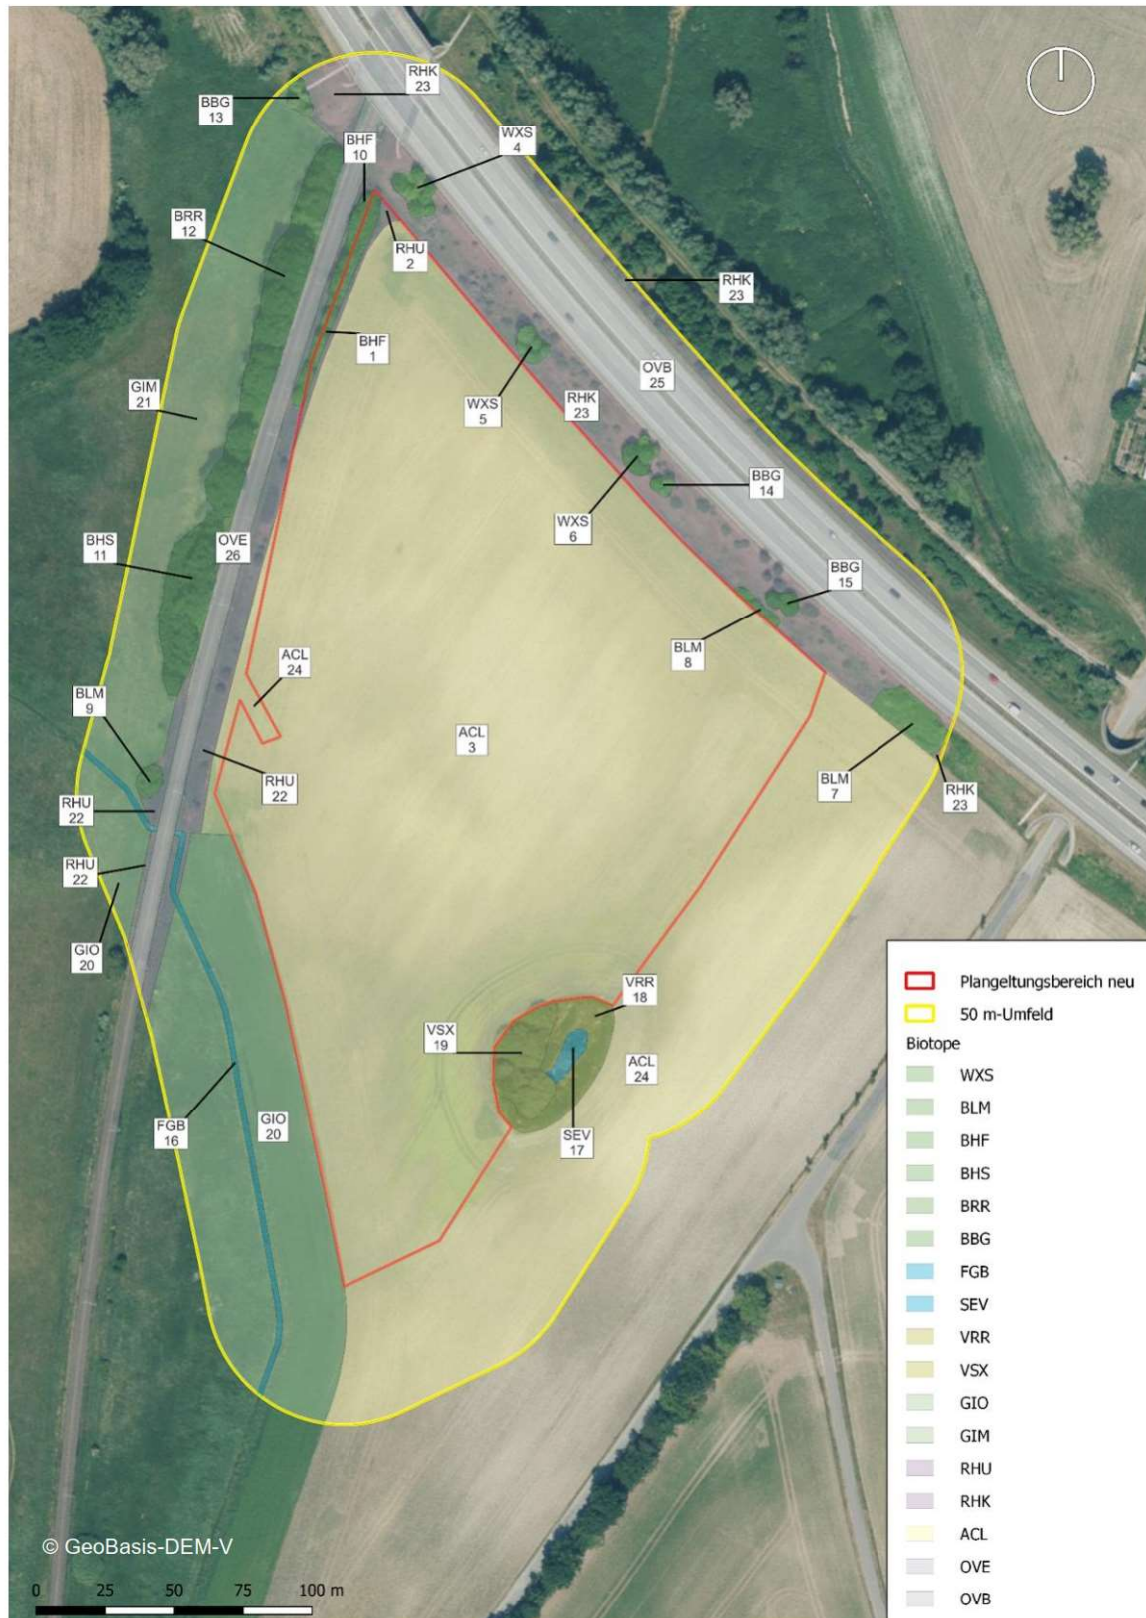 RHK
23
BBG
13
BHF
10
WXS
4
BRR
12
RHU
2
RHK
23
BHF
1
OVB
25
GIM
21
WXS
5
RHK
23
BBG
14
WXS
6
BHS
11
OVE
26
BBG
15
BLM
8
ACL
24
BLM
9
ACL
3
RHU
22
BLM
7
RHK
23
RHU
22
RHU
22
GIO
20
VRR
18
VSX
19
ACL
24
FGB
16
GIO
20
SEV
17
Plangeltungsbereich neu
50 m-Umfeld
Biotope
WXS
BLM
BHF
BHS
BRR
BBG
FGB
SEV
VRR
VSX
GIO
GIM
RHU
RHK
ACL
OVE
OVB
© GeoBasis-DEM-V
0 25 50 75 100 m